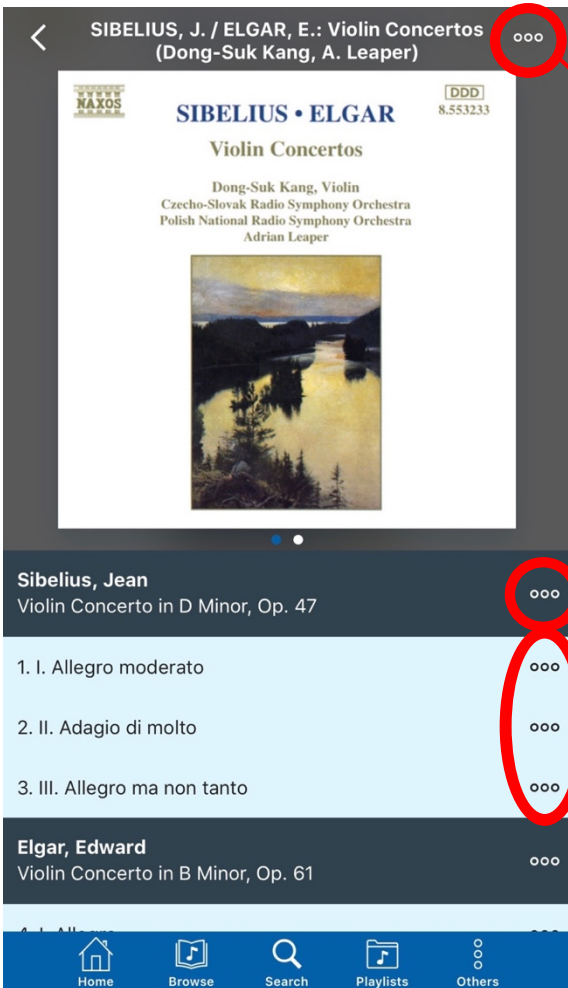 SIBELIUS, J. / ELGAR, E.: Violin Concertos
(Dong-Suk Kang, A. Leaper)
NAXOS
DDD
8.553233
SIBELIUS • ELGAR
Violin Concertos
Dong-Suk Kang, Violin
Czecho-Slovak Radio Symphony Orchestra
Polish National Radio Symphony Orchestra
Adrian Leaper
Sibelius, Jean
Violin Concerto in D Minor, Op. 47
1. I. Allegro moderato
2. II. Adagio di molto
3. III. Allegro ma non tanto
Elgar, Edward
Violin Concerto in B Minor, Op. 61
4. I. Allegro
Home
Browse
Search
Playlists
Others